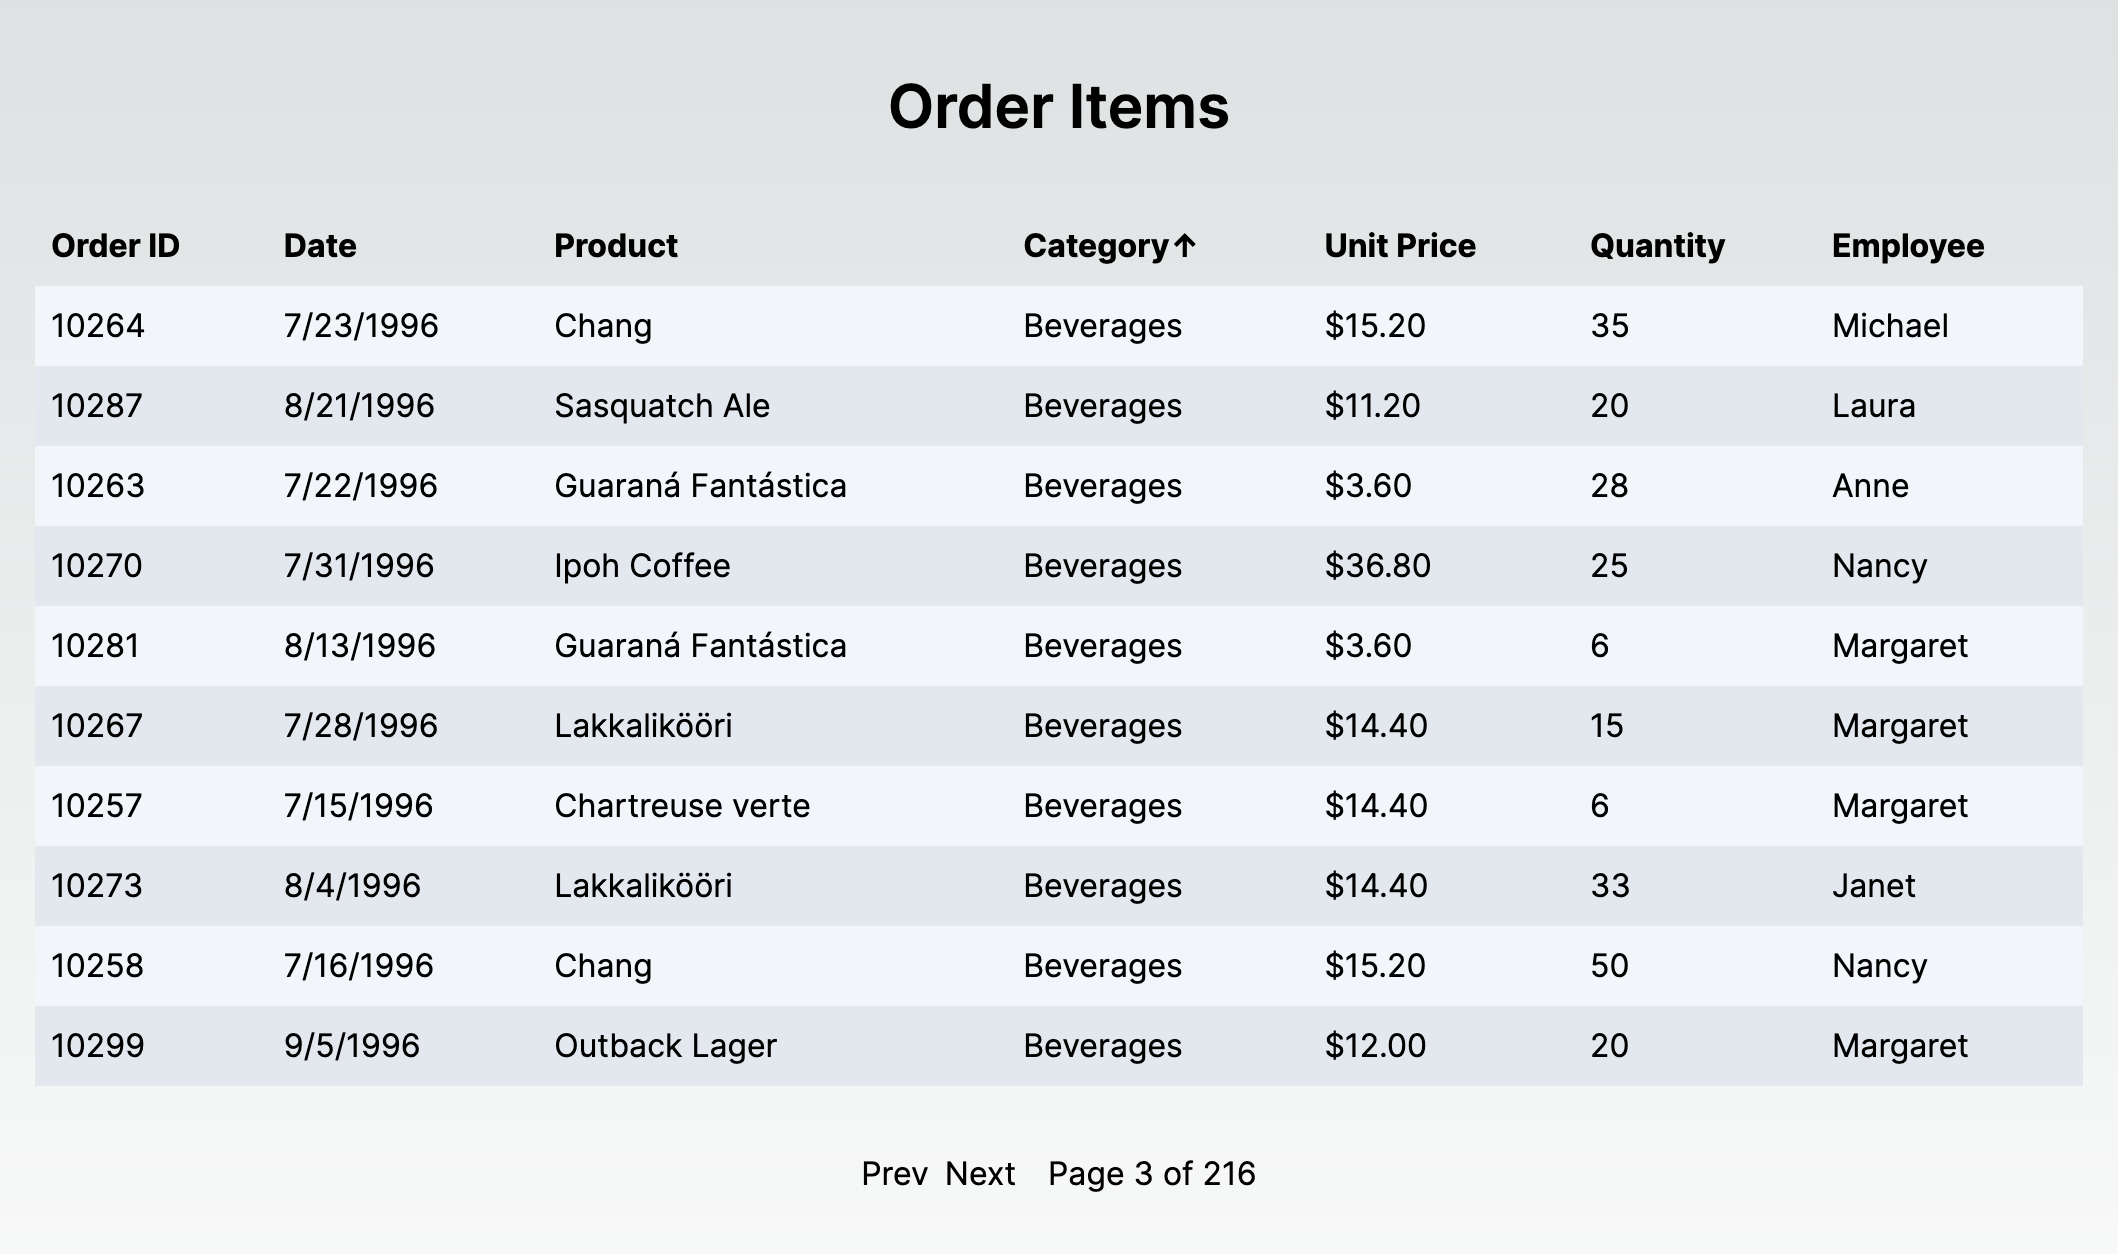 Order Items
Order ID Date Product Category↑ Unit Price Quantity Employee
10264 7/23/1996 Chang Beverages $15.20 35 Michael
10287 8/21/1996 Sasquatch Ale Beverages $11.20 20 Laura
10263 7/22/1996 Guaraná Fantástica Beverages $3.60 28 Anne
10270 7/31/1996 Ipoh Coffee Beverages $36.80 25 Nancy
10281 8/13/1996 Guaraná Fantástica Beverages $3.60 6 Margaret
10267 7/28/1996 Lakkalikööri Beverages $14.40 15 Margaret
10257 7/15/1996 Chartreuse verte Beverages $14.40 6 Margaret
10273 8/4/1996 Lakkalikööri Beverages $14.40 33 Janet
10258 7/16/1996 Chang Beverages $15.20 50 Nancy
10299 9/5/1996 Outback Lager Beverages $12.00 20 Margaret
Prev Next Page 3 of 216